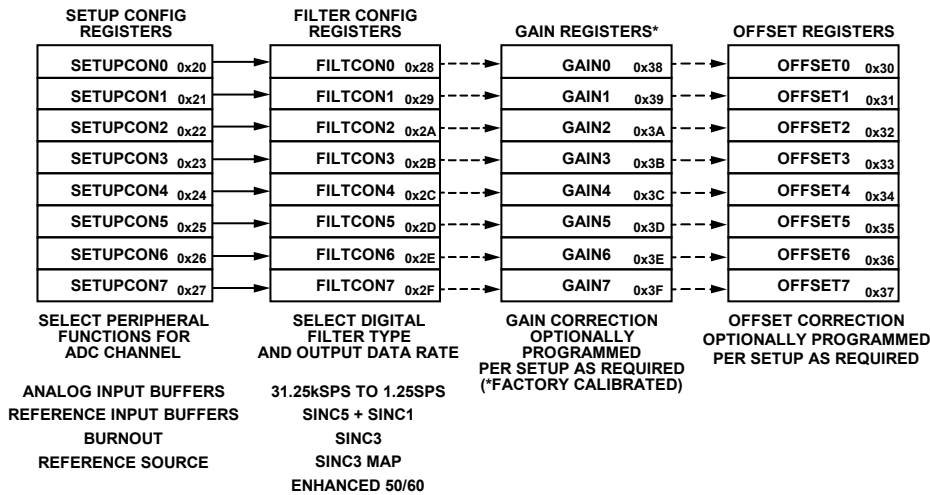 SETUP CONFIG
REGISTERS
SETUPCON0 0x20
SETUPCON1 0x21
SETUPCON2 0x22
SETUPCON3 0x23
SETUPCON4 0x24
SETUPCON5 0x25
SETUPCON6 0x26
SETUPCON7 0x27
SELECT PERIPHERAL
FUNCTIONS FOR
ADC CHANNEL
ANALOG INPUT BUFFERS
REFERENCE INPUT BUFFERS
BURNOUT
REFERENCE SOURCE
FILTER CONFIG
REGISTERS
FILTCON0 0x28
FILTCON1 0x29
FILTCON2 0x2A
FILTCON3 0x2B
FILTCON4 0x2C
FILTCON5 0x2D
FILTCON6 0x2E
FILTCON7 0x2F
SELECT DIGITAL
FILTER TYPE
AND OUTPUT DATA RATE
31.25kSPS TO 1.25SPS
SINC5 + SINC1
SINC3
SINC3 MAP
ENHANCED 50/60
GAIN REGISTERS*
GAIN0 0x38
GAIN1 0x39
GAIN2 0x3A
GAIN3 0x3B
GAIN4 0x3C
GAIN5 0x3D
GAIN6 0x3E
GAIN7 0x3F
GAIN CORRECTION
OPTIONALLY
PROGRAMMED
PER SETUP AS REQUIRED
(*FACTORY CALIBRATED)
OFFSET REGISTERS
OFFSET0 0x30
OFFSET1 0x31
OFFSET2 0x32
OFFSET3 0x33
OFFSET4 0x34
OFFSET5 0x35
OFFSET6 0x36
OFFSET7 0x37
OFFSET CORRECTION
OPTIONALLY PROGRAMMED
PER SETUP AS REQUIRED